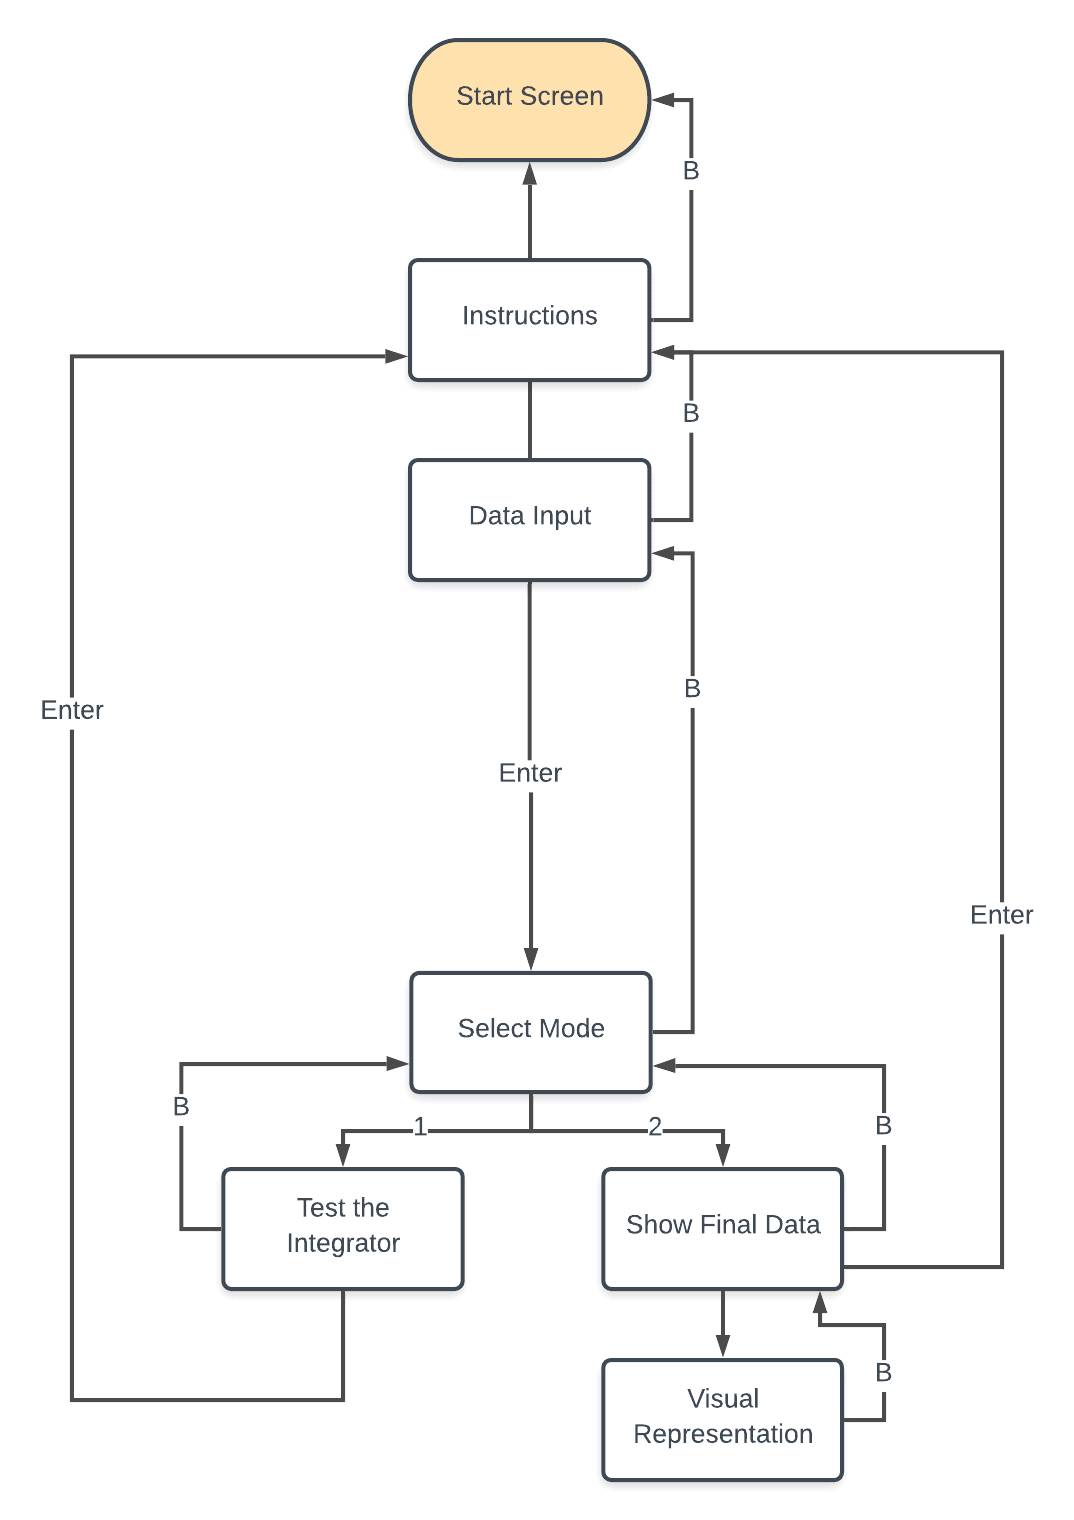 Start Screen
B
Instructions
B
Data Input
B
Enter
Enter
Enter
Select Mode
B
1
2
B
Test the
Integrator
Show Final Data
B
Visual
Representation